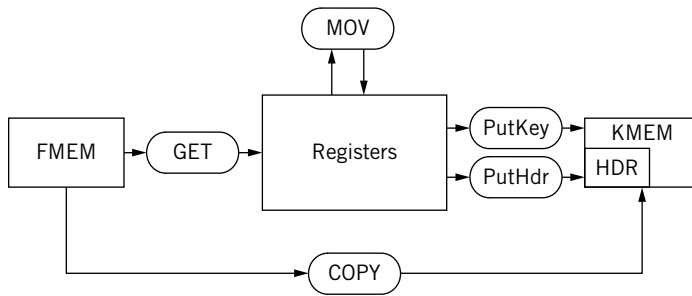 MOV
FMEM
GET
Registers
PutKey
PutHdr
KMEM
HDR
COPY